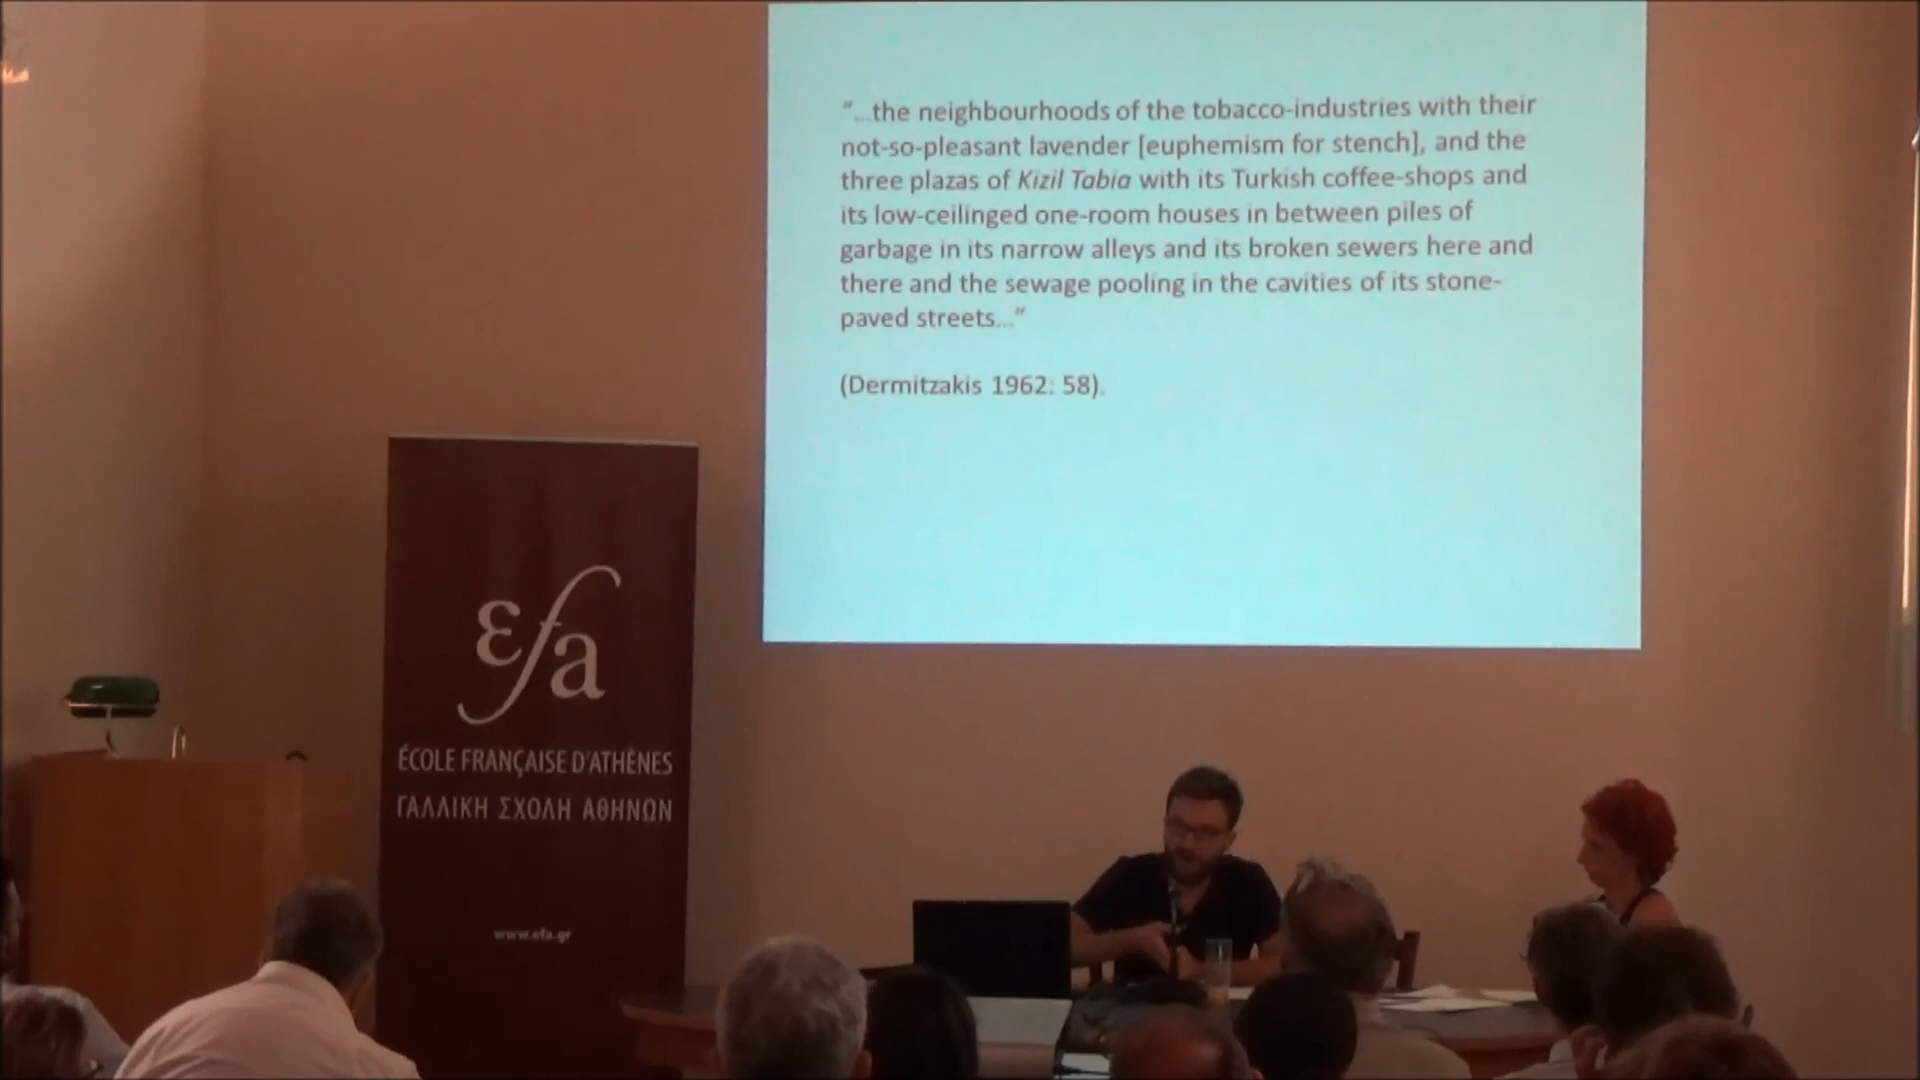 “...the neighbourhoods of the tobacco-industries with their
not-so-pleasant lavender [euphemism for stench], and the
three plazas of Kizil Tabia with its Turkish coffee-shops and
its low-ceilinged one-room houses in between piles of
garbage in its narrow alleys and its broken sewers here and
there and the sewage pooling in the cavities of its stone-
paved streets...”
(Dermitzakis 1962: 58).
εfa
ÉCOLE FRANÇAISE D'ATHÈNES
ΓΑΛΛΙΚΗ ΣΧΟΛΗ ΑΘΗΝΩΝ
www.efa.gr